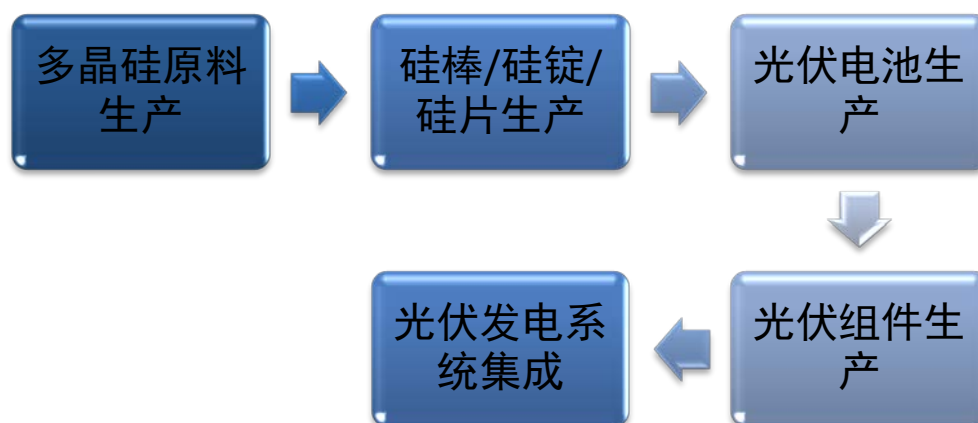 多晶硅原料
生产
硅棒/硅锭/
硅片生产
光伏电池生
产
光伏组件生
产
光伏发电系
统集成